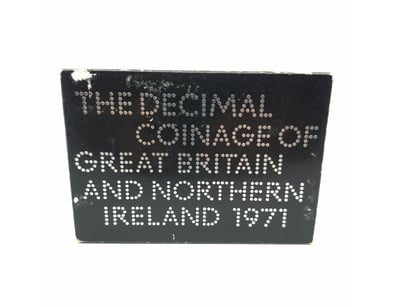 THE DECIMAL
COINAGE OF
GREAT BRITAIN
AND NORTHERN
IRELAND 1971